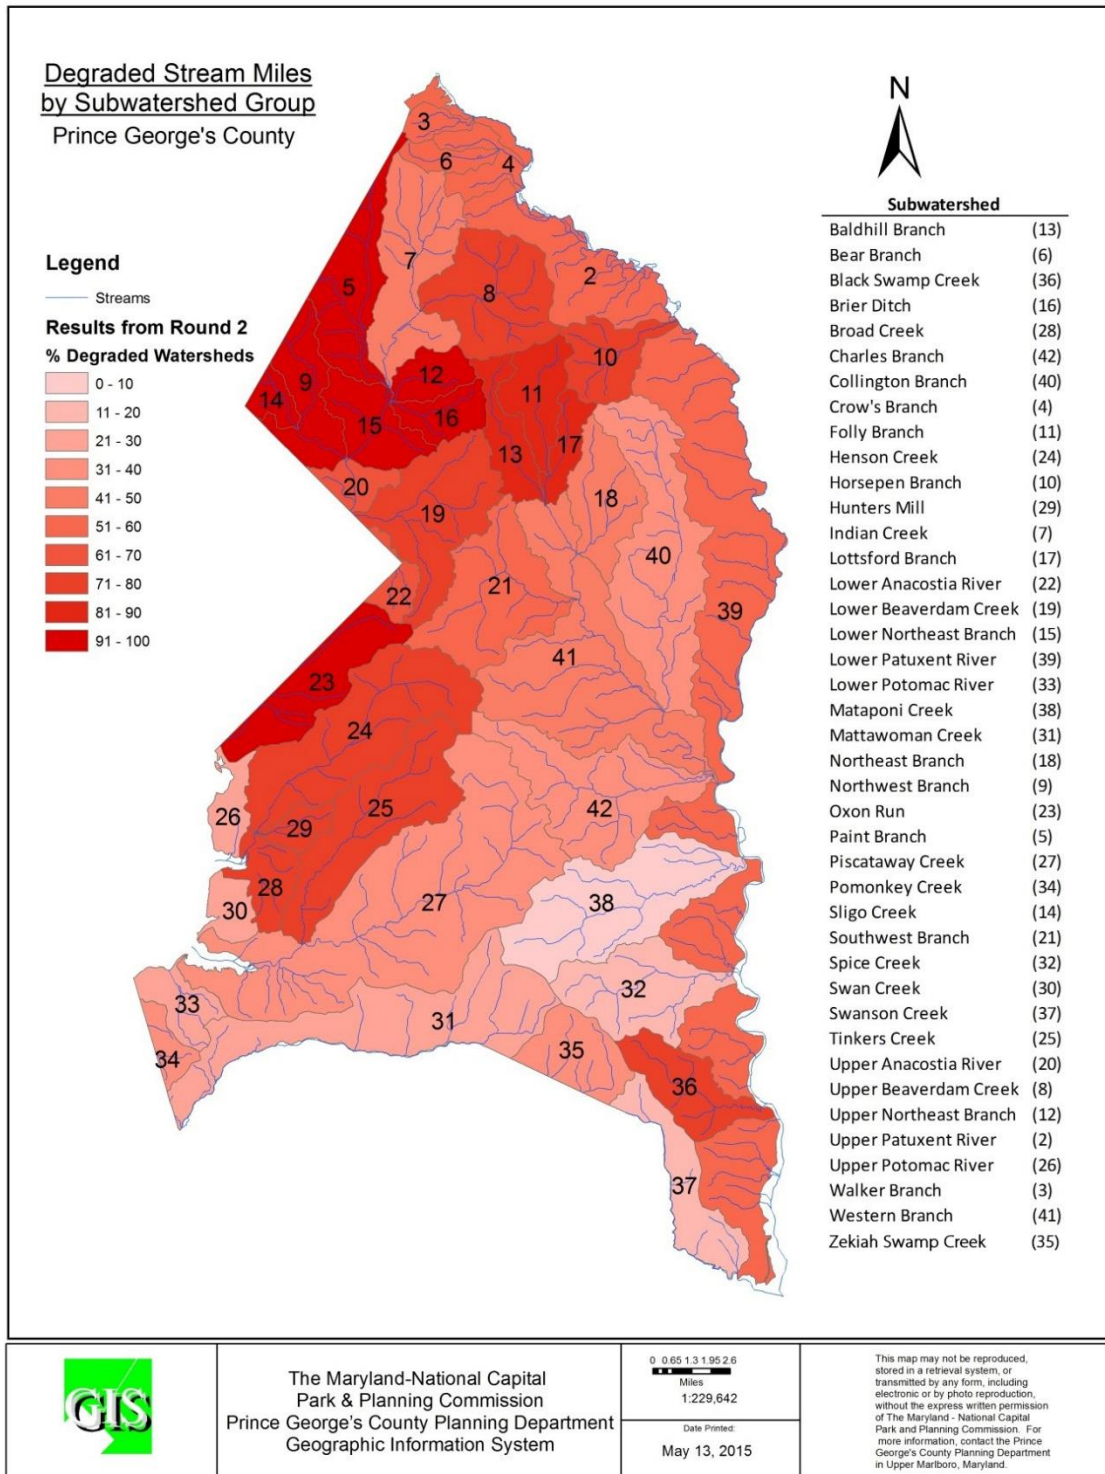 Degraded Stream Miles
by Subwatershed Group
Prince George's County
N
Legend
Streams
Results from Round 2
% Degraded Watersheds
0 - 10
11 - 20
21 - 30
31 - 40
41 - 50
51 - 60
61 - 70
71 - 80
81 - 90
91 - 100
3
6
4
7
2
5
8
10
12
9
11
14
15
16
13
17
20
18
19
40
21
22
39
41
23
24
42
25
26
29
28
27
38
30
32
33
31
35
34
36
37
Subwatershed
Baldhill Branch (13)
Bear Branch (6)
Black Swamp Creek (36)
Brier Ditch (16)
Broad Creek (28)
Charles Branch (42)
Collington Branch (40)
Crow's Branch (4)
Folly Branch (11)
Henson Creek (24)
Horsepen Branch (10)
Hunters Mill (29)
Indian Creek (7)
Lottsford Branch (17)
Lower Anacostia River (22)
Lower Beaverdam Creek (19)
Lower Northeast Branch (15)
Lower Patuxent River (39)
Lower Potomac River (33)
Mataponi Creek (38)
Mattawoman Creek (31)
Northeast Branch (18)
Northwest Branch (9)
Oxon Run (23)
Paint Branch (5)
Piscataway Creek (27)
Pomonkey Creek (34)
Sligo Creek (14)
Southwest Branch (21)
Spice Creek (32)
Swan Creek (30)
Swanson Creek (37)
Tinkers Creek (25)
Upper Anacostia River (20)
Upper Beaverdam Creek (8)
Upper Northeast Branch (12)
Upper Patuxent River (2)
Upper Potomac River (26)
Walker Branch (3)
Western Branch (41)
Zekiah Swamp Creek (35)
GIS
The Maryland-National Capital
Park & Planning Commission
Prince George's County Planning Department
Geographic Information System
0 0.65 1.3 1.95 2.6
Miles
1:229,642
Date Printed:
May 13, 2015
This map may not be reproduced,
stored in a retrieval system, or
transmitted by any form, including
electronic or by photo reproduction,
without the express written permission
of The Maryland - National Capital
Park and Planning Commission. For
more information, contact the Prince
George's County Planning Department
in Upper Marlboro, Maryland.